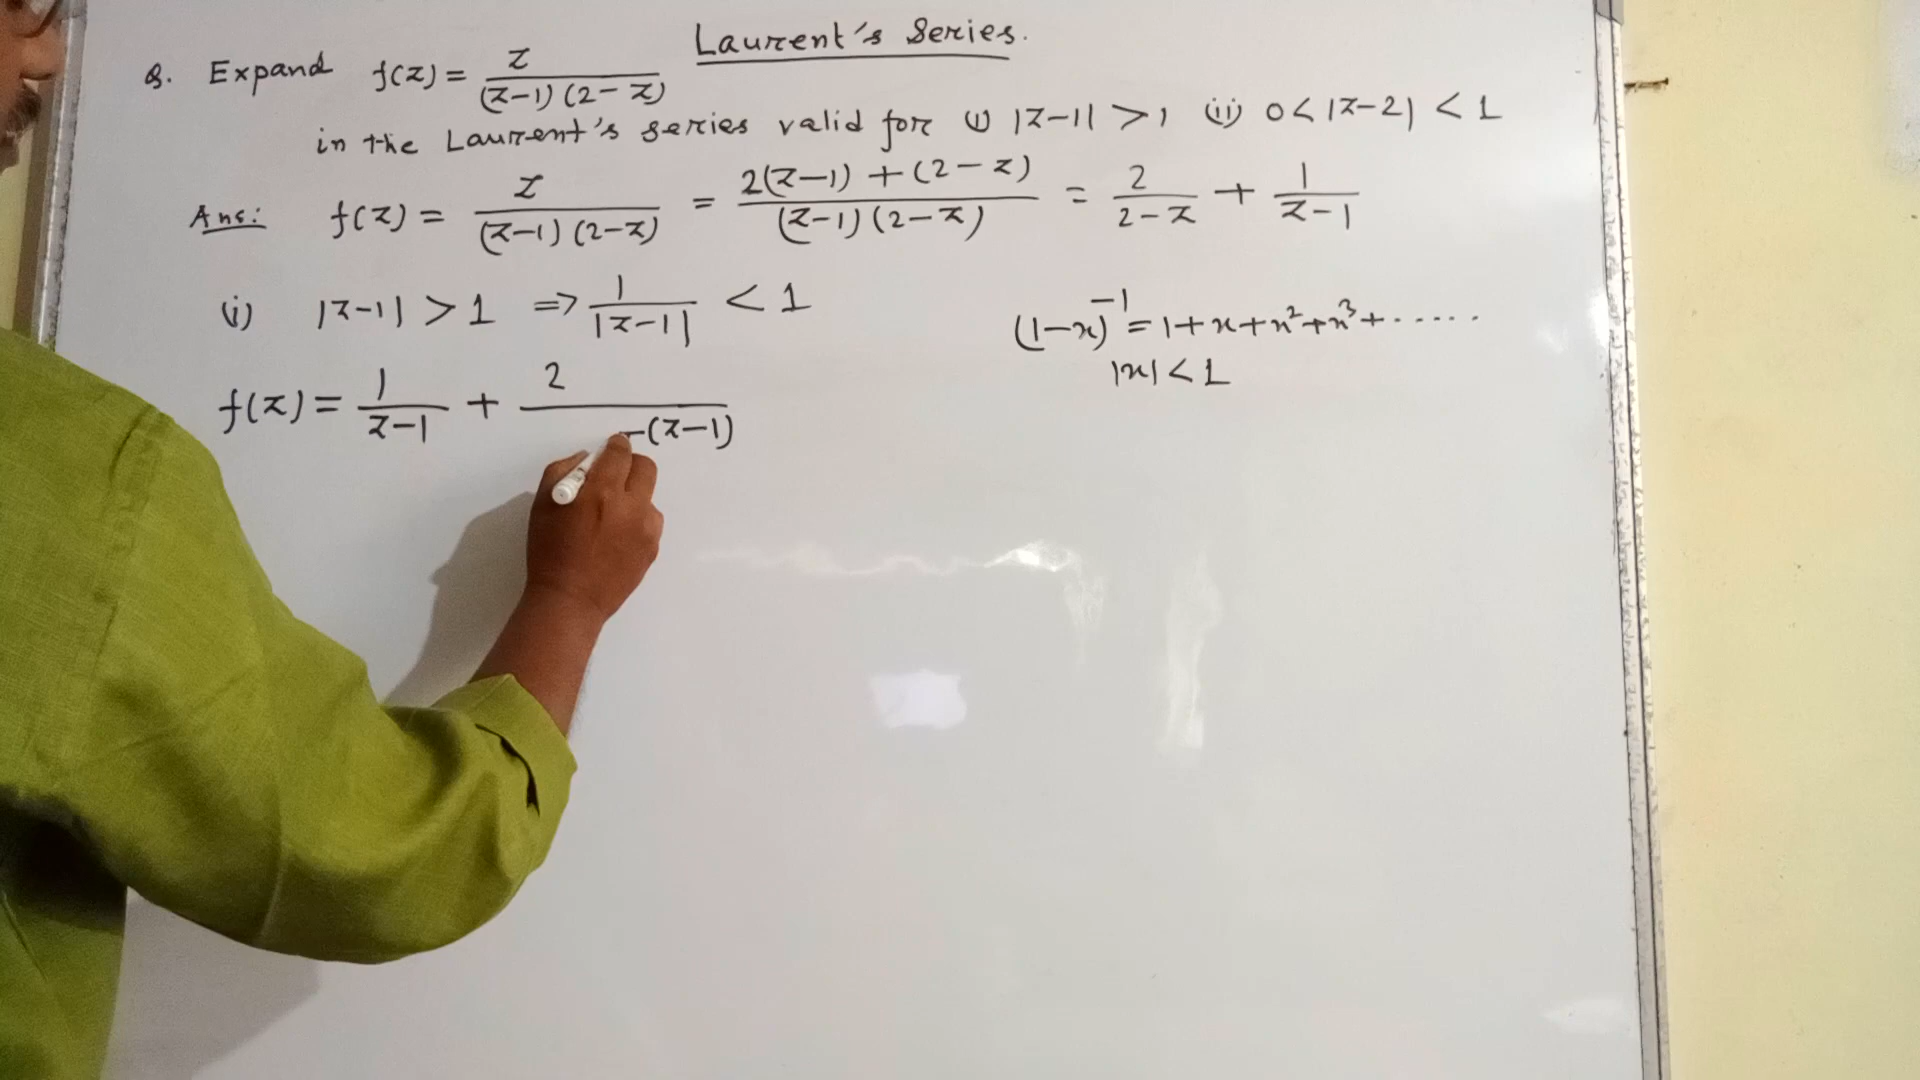 Laurent's Series.
Q. Expand f(z) = z/((z-1)(2-z))
in the Laurent's series valid for (i) |z-1| > 1 (ii) 0 < |z-2| < 1
Ans: f(z) = z/((z-1)(2-z)) = (2(z-1)+(2-z))/((z-1)(2-z)) = 2/(2-z) + 1/(z-1)
(i) |z-1| > 1 => 1/|z-1| < 1
(1-x)^-1 = 1+x+x^2+x^3+.....
|x| < 1
f(z) = 1/(z-1) + 2/( -(z-1)